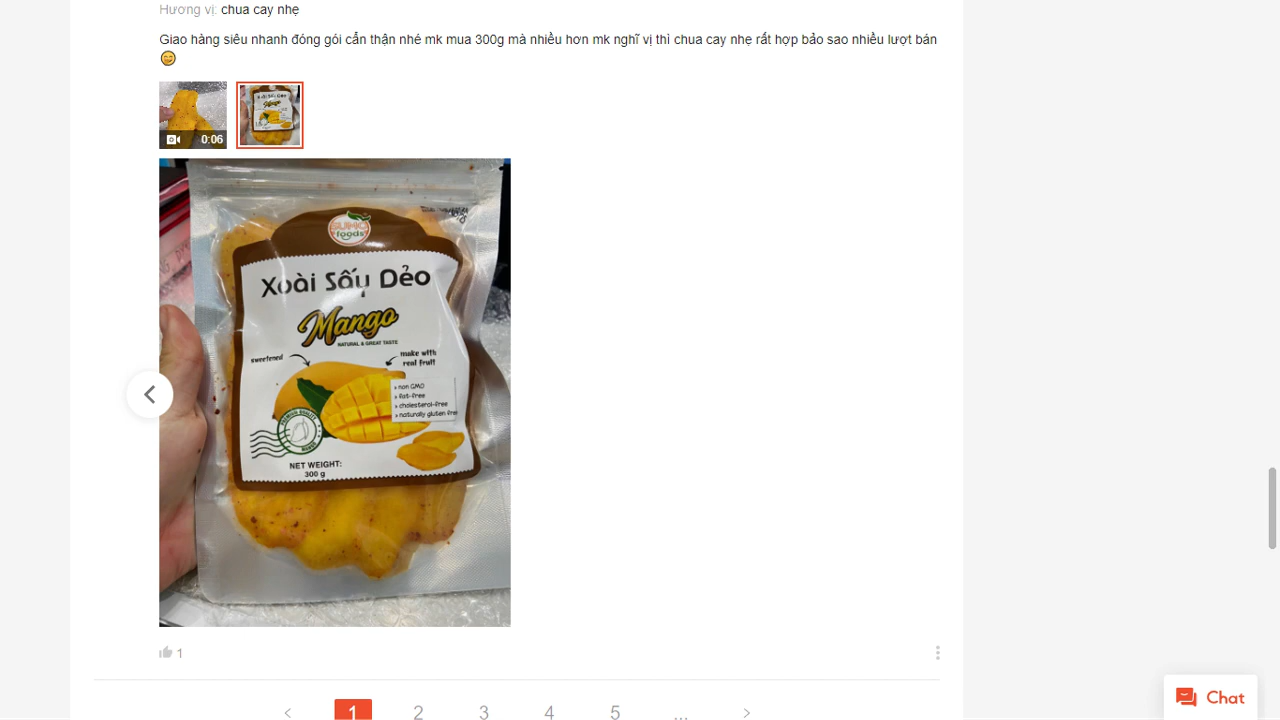 Hương vị: chua cay nhẹ
Giao hàng siêu nhanh đóng gói cẩn thận nhé mk mua 300g mà nhiều hơn mk nghĩ vị thì chua cay nhẹ rất hợp bảo sao nhiều lượt bán
0:06
SUMO
foods
Xoài Sấy Dẻo
Mango
NATURAL & GREAT TASTE
sweetened
make with
real fruit
» non GMO
» fat-free
» cholesterol-free
» naturally gluten free
PREMIUM QUALITY
NET WEIGHT:
300 g
1
1 2 3 4 5 ...
Chat